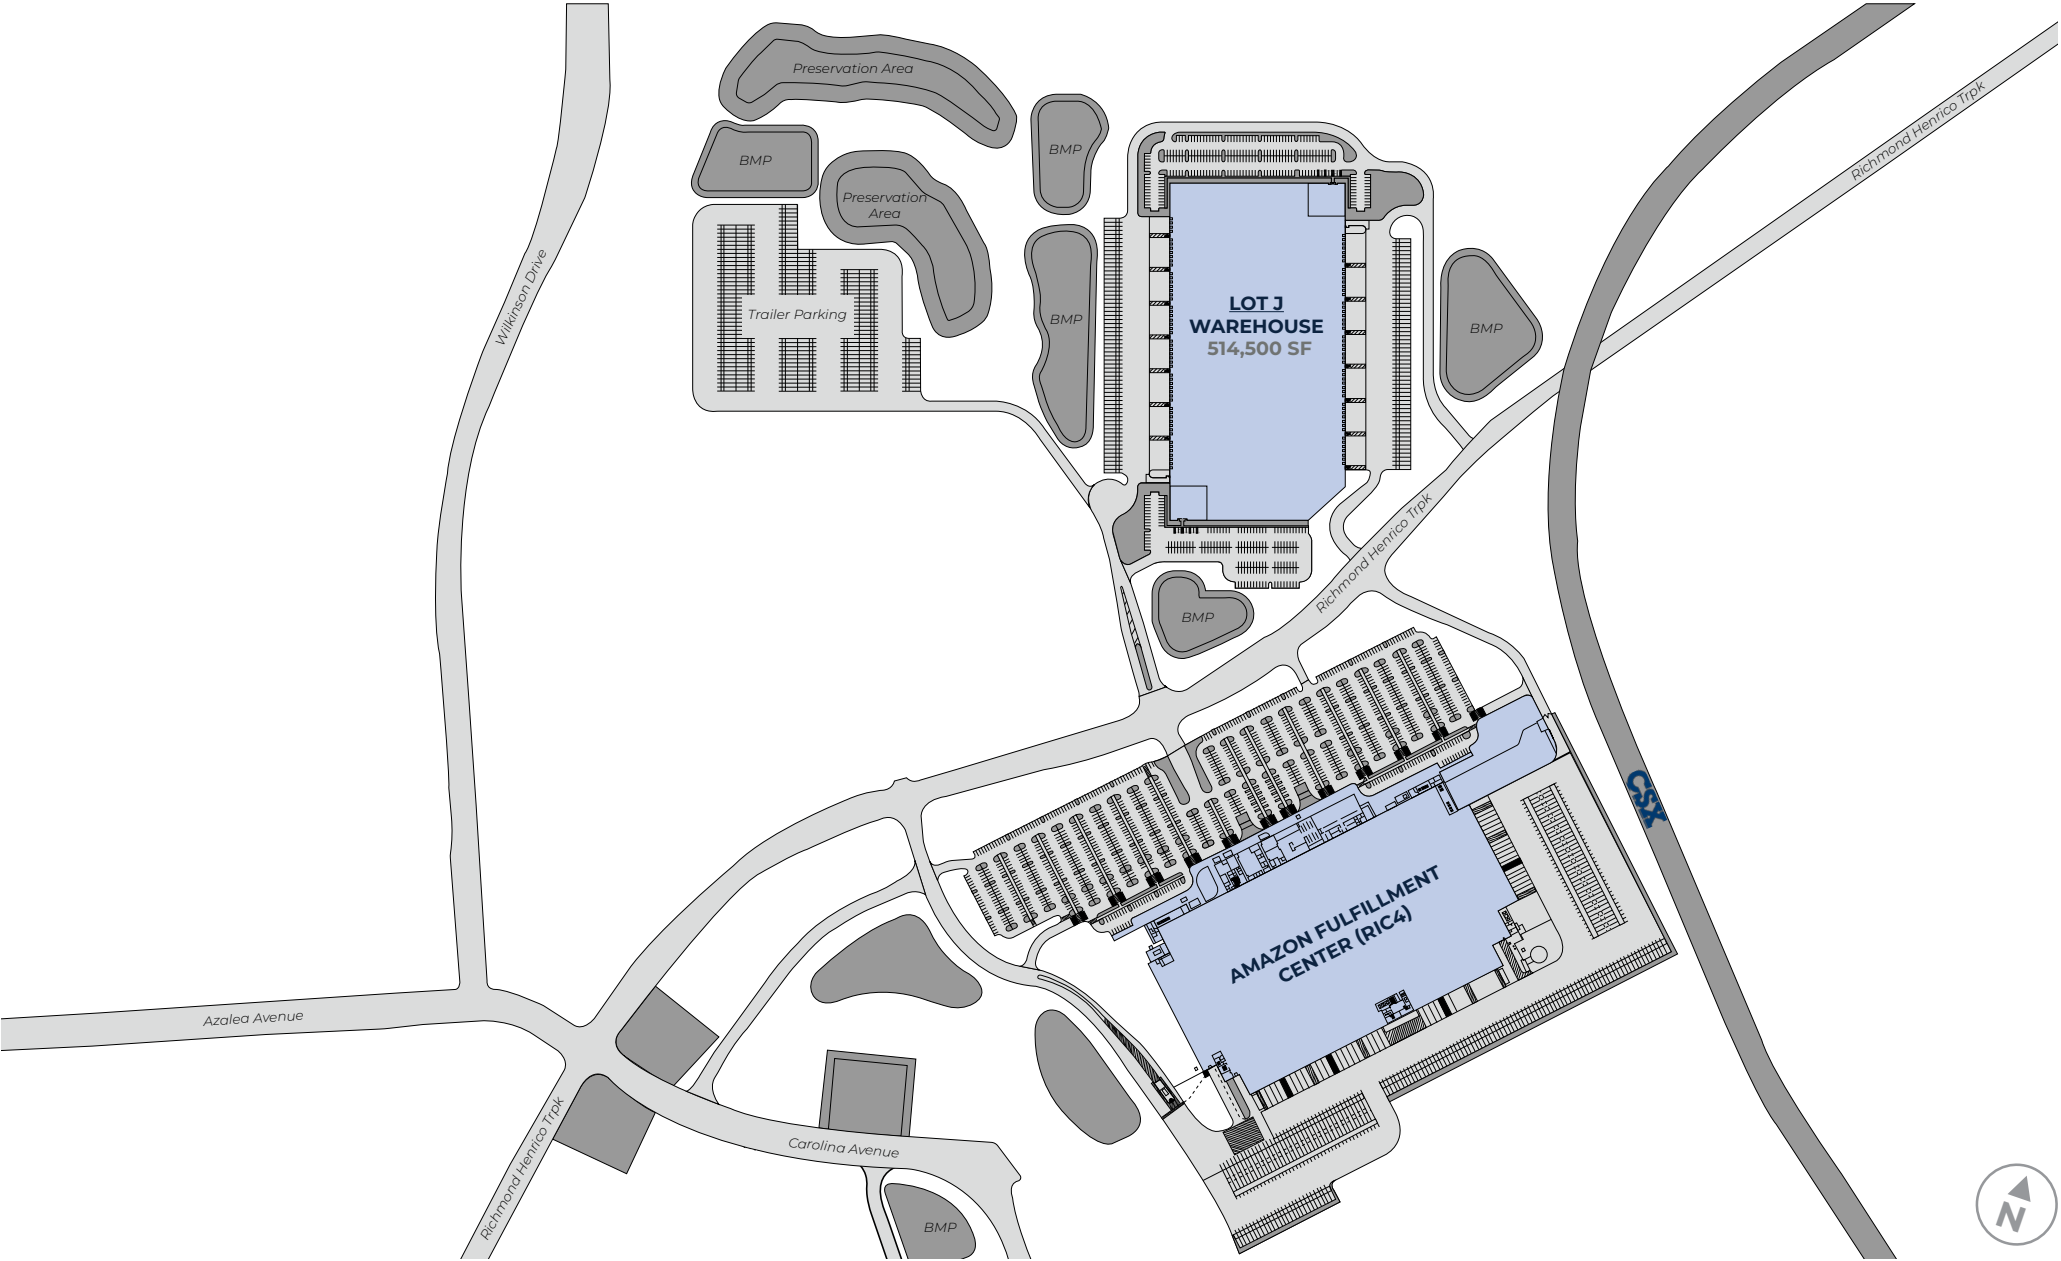 Preservation Area
BMP
BMP
Preservation
Area
Richmond Henrico Trpk
Wilkinson Drive
Trailer Parking
BMP
LOT J
WAREHOUSE
514,500 SF
BMP
Richmond Henrico Trpk
BMP
CSX
AMAZON FULFILLMENT
CENTER (RIC4)
Azalea Avenue
Richmond Henrico Trpk
Carolina Avenue
BMP
N